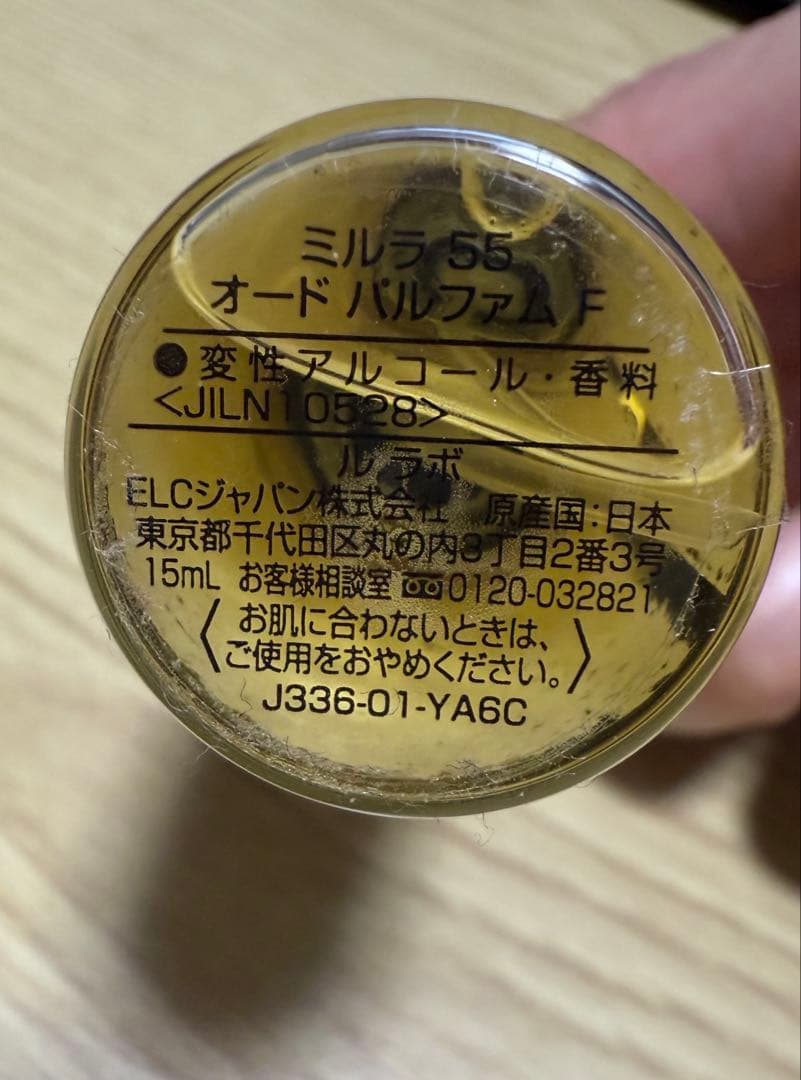 ミルラ 55
オード パルファム F
●変性アルコール・香料
<JILN10528>
ル ラボ
ELCジャパン株式会社 原産国:日本
東京都千代田区丸の内3丁目2番3号
15mL お客様相談室 0120-032821
〈お肌に合わないときは、
ご使用をおやめください。〉
J336-01-YA6C